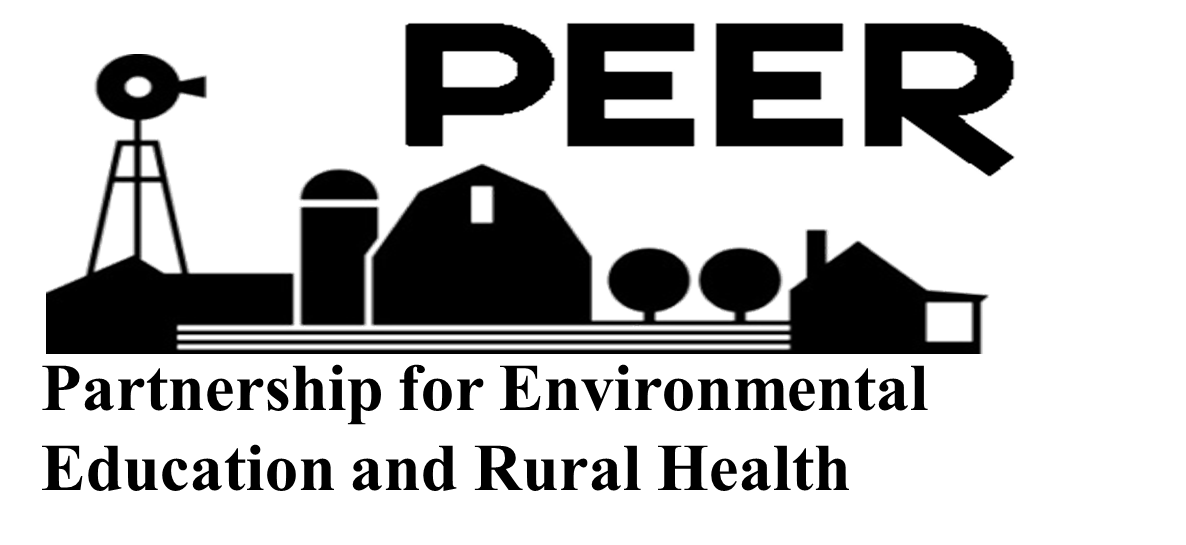 PEER
Partnership for Environmental
Education and Rural Health